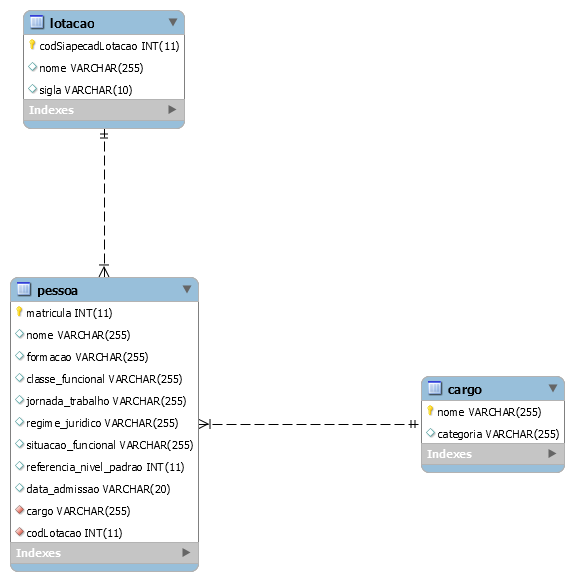 lotacao
codSiapecadLotacao INT(11)
nome VARCHAR(255)
sigla VARCHAR(10)
Indexes
pessoa
matricula INT(11)
nome VARCHAR(255)
formacao VARCHAR(255)
classe_funcional VARCHAR(255)
jornada_trabalho VARCHAR(255)
regime_juridico VARCHAR(255)
situacao_funcional VARCHAR(255)
referencia_nivel_padrao INT(11)
data_admissao VARCHAR(20)
cargo VARCHAR(255)
codLotacao INT(11)
Indexes
cargo
nome VARCHAR(255)
categoria VARCHAR(255)
Indexes